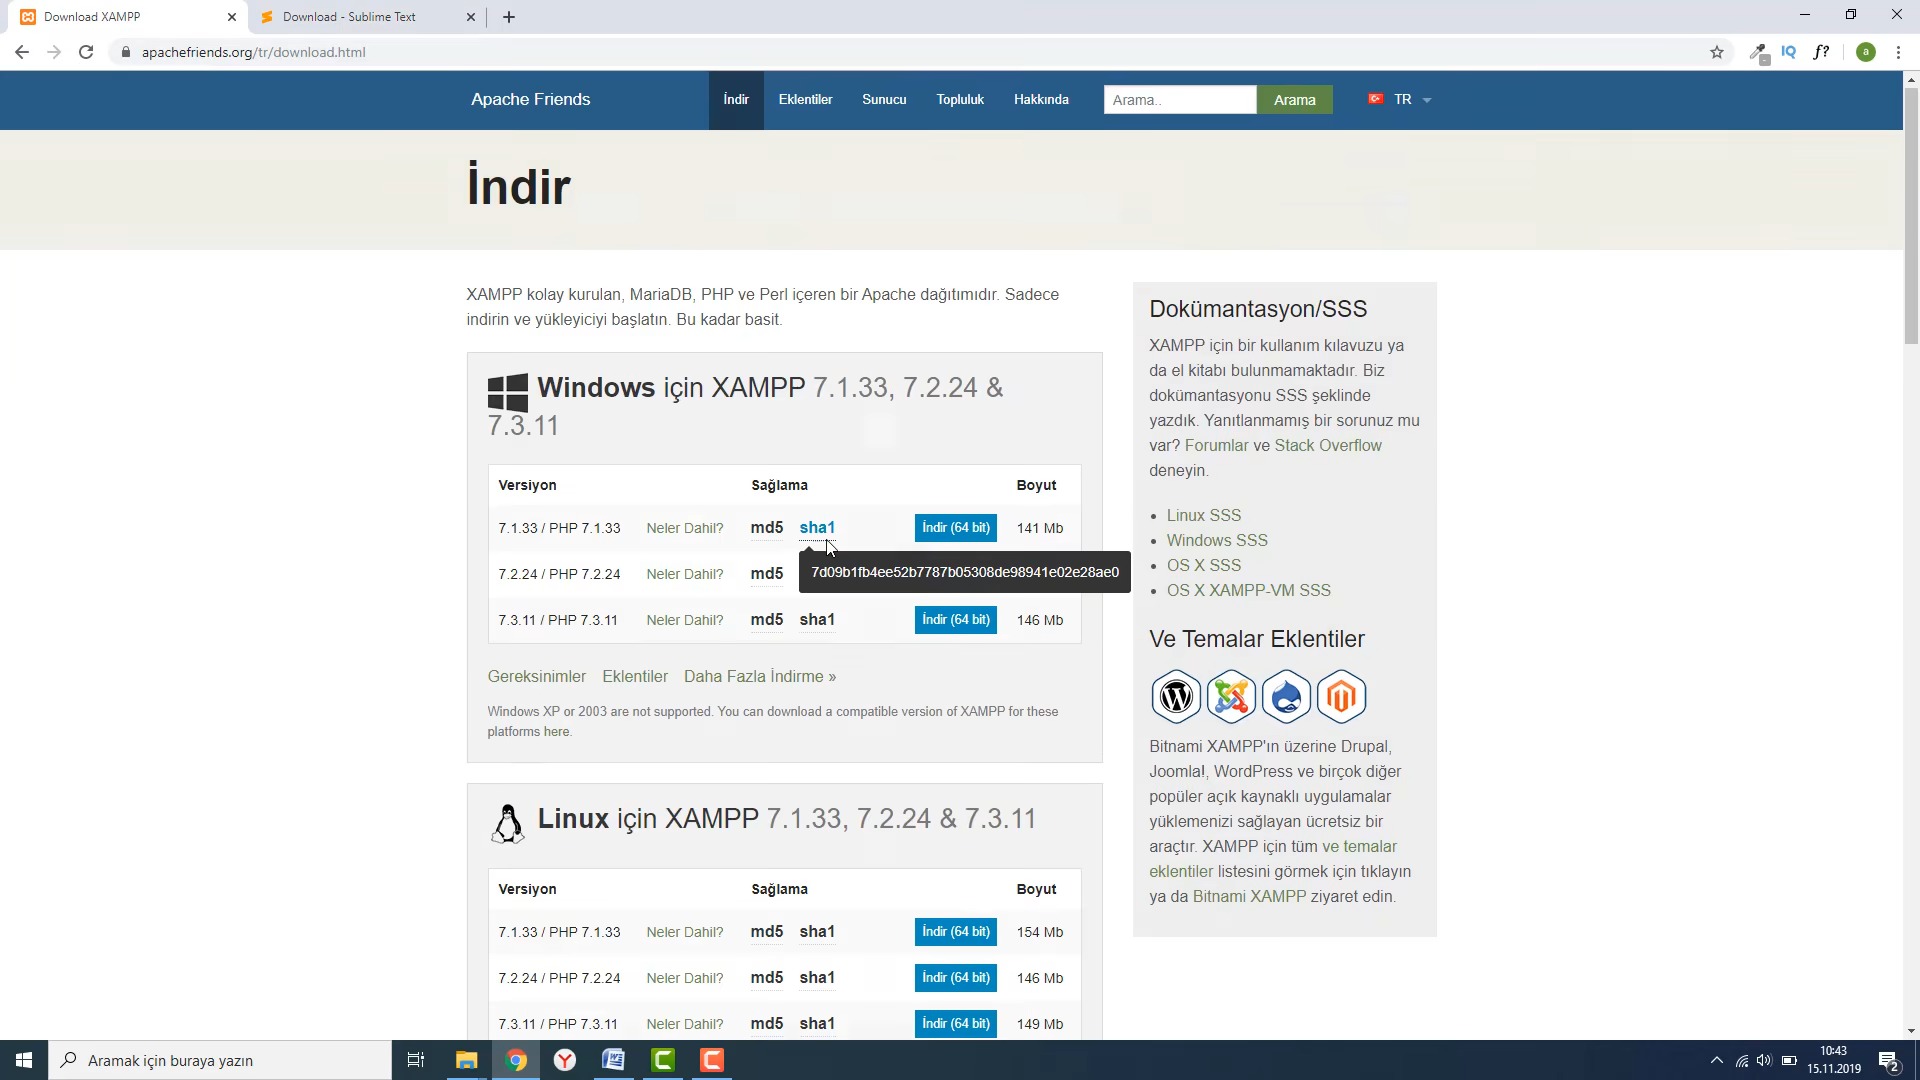 Download XAMPP
Download - Sublime Text
apachefriends.org/tr/download.html
IQ
f?
a
Apache Friends
İndir
Eklentiler
Sunucu
Topluluk
Hakkında
Arama..
Arama
TR
İndir
XAMPP kolay kurulan, MariaDB, PHP ve Perl içeren bir Apache dağıtımıdır. Sadece
indirin ve yükleyiciyi başlatın. Bu kadar basit.
Windows için XAMPP 7.1.33, 7.2.24 &
7.3.11
Versiyon Sağlama Boyut
7.1.33 / PHP 7.1.33 Neler Dahil? md5 sha1 İndir (64 bit) 141 Mb
7d09b1fb4ee52b7787b05308de98941e02e28ae0
7.2.24 / PHP 7.2.24 Neler Dahil? md5
7.3.11 / PHP 7.3.11 Neler Dahil? md5 sha1 İndir (64 bit) 146 Mb
Gereksinimler Eklentiler Daha Fazla İndirme »
Windows XP or 2003 are not supported. You can download a compatible version of XAMPP for these
platforms here.
Linux için XAMPP 7.1.33, 7.2.24 & 7.3.11
Versiyon Sağlama Boyut
7.1.33 / PHP 7.1.33 Neler Dahil? md5 sha1 İndir (64 bit) 154 Mb
7.2.24 / PHP 7.2.24 Neler Dahil? md5 sha1 İndir (64 bit) 146 Mb
7.3.11 / PHP 7.3.11 Neler Dahil? md5 sha1 İndir (64 bit) 149 Mb
Dokümantasyon/SSS
XAMPP için bir kullanım kılavuzu ya
da el kitabı bulunmamaktadır. Biz
dokümantasyonu SSS şeklinde
yazdık. Yanıtlanmamış bir sorunuz mu
var? Forumlar ve Stack Overflow
deneyin.
• Linux SSS
• Windows SSS
• OS X SSS
• OS X XAMPP-VM SSS
Ve Temalar Eklentiler
Bitnami XAMPP'ın üzerine Drupal,
Joomla!, WordPress ve birçok diğer
popüler açık kaynaklı uygulamalar
yüklemenizi sağlayan ücretsiz bir
araçtır. XAMPP için tüm ve temalar
eklentiler listesini görmek için tıklayın
ya da Bitnami XAMPP ziyaret edin.
Aramak için buraya yazın
10:43
15.11.2019
2